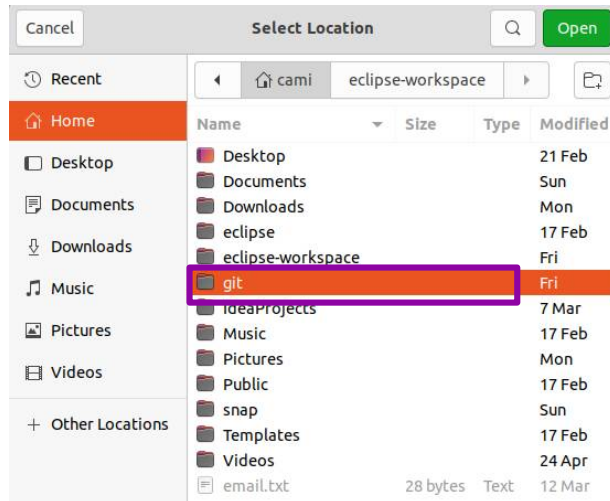 Cancel Select Location Open
Recent
Home
Desktop
Documents
Downloads
Music
Pictures
Videos
+ Other Locations
cami eclipse-workspace
Name Size Type Modified
Desktop 21 Feb
Documents Sun
Downloads Mon
eclipse 17 Feb
eclipse-workspace Fri
git Fri
IdeaProjects 7 Mar
Music 17 Feb
Pictures Mon
Public 17 Feb
snap Sun
Templates 17 Feb
Videos 24 Apr
email.txt 28 bytes Text 12 Mar